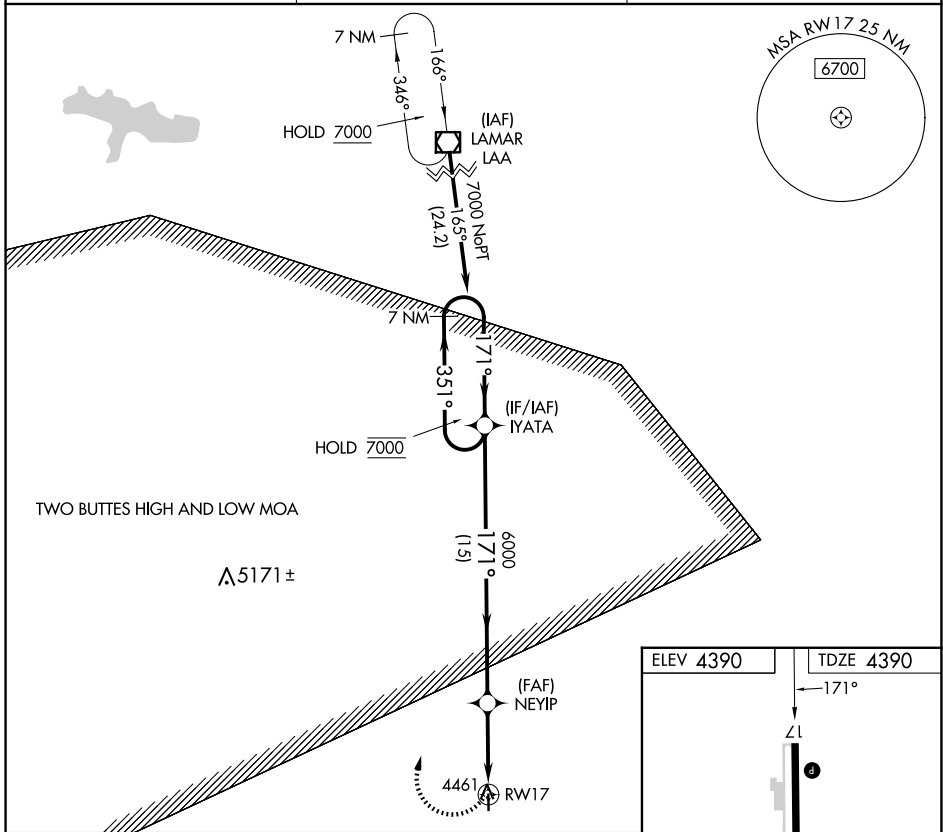 7 NM
346°
166°
HOLD 7000
(IAF)
LAMAR
LAA
MSA RW17 25 NM
6700
7000 NoPT
165°
(24.2)
7 NM
171°
351°
(IF/IAF)
IYATA
HOLD 7000
TWO BUTTES HIGH AND LOW MOA
5171 ±
6000
171°
(15)
(FAF)
NEYIP
4461
RW17
ELEV 4390
TDZE 4390
171°
17
P